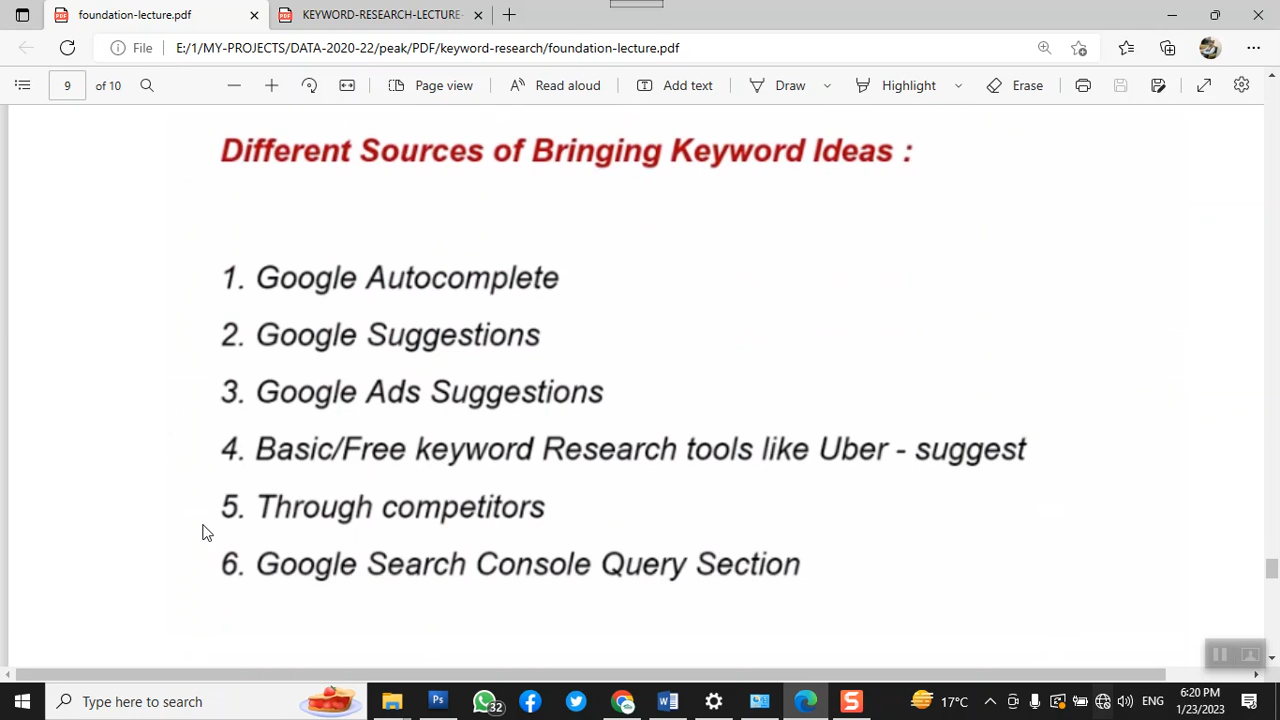 foundation-lecture.pdf
KEYWORD-RESEARCH-LECTURE-
File
E:/1/MY-PROJECTS/DATA-2020-22/peak/PDF/keyword-research/foundation-lecture.pdf
9 of 10
Page view
Read aloud
Add text
Draw
Highlight
Erase
Different Sources of Bringing Keyword Ideas :
1. Google Autocomplete
2. Google Suggestions
3. Google Ads Suggestions
4. Basic/Free keyword Research tools like Uber - suggest
5. Through competitors
6. Google Search Console Query Section
Type here to search
32
17°C
ENG
6:20 PM
1/23/2023